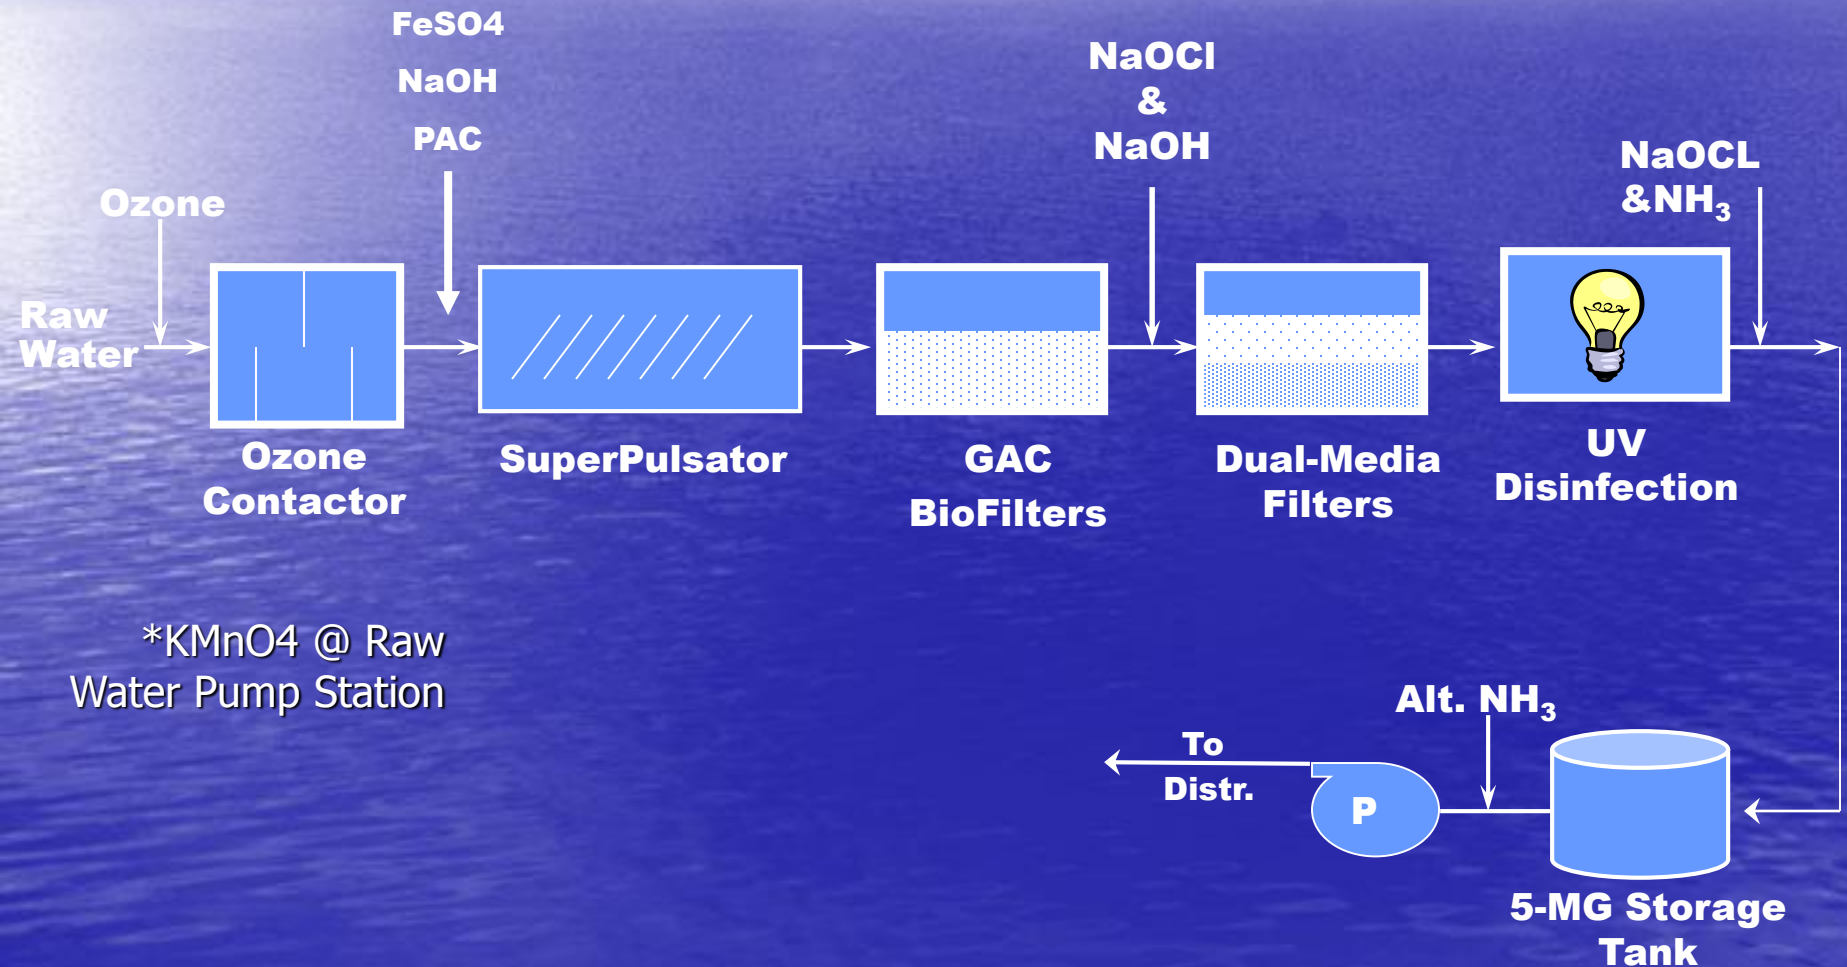 FeSO4
NaOH
PAC
NaOCl
&
NaOH
NaOCL
&NH₃
Ozone
Raw
Water
Ozone
Contactor
SuperPulsator
GAC
BioFilters
Dual-Media
Filters
UV
Disinfection
*KMnO4 @ Raw
Water Pump Station
Alt. NH₃
To
Distr.
P
5-MG Storage
Tank